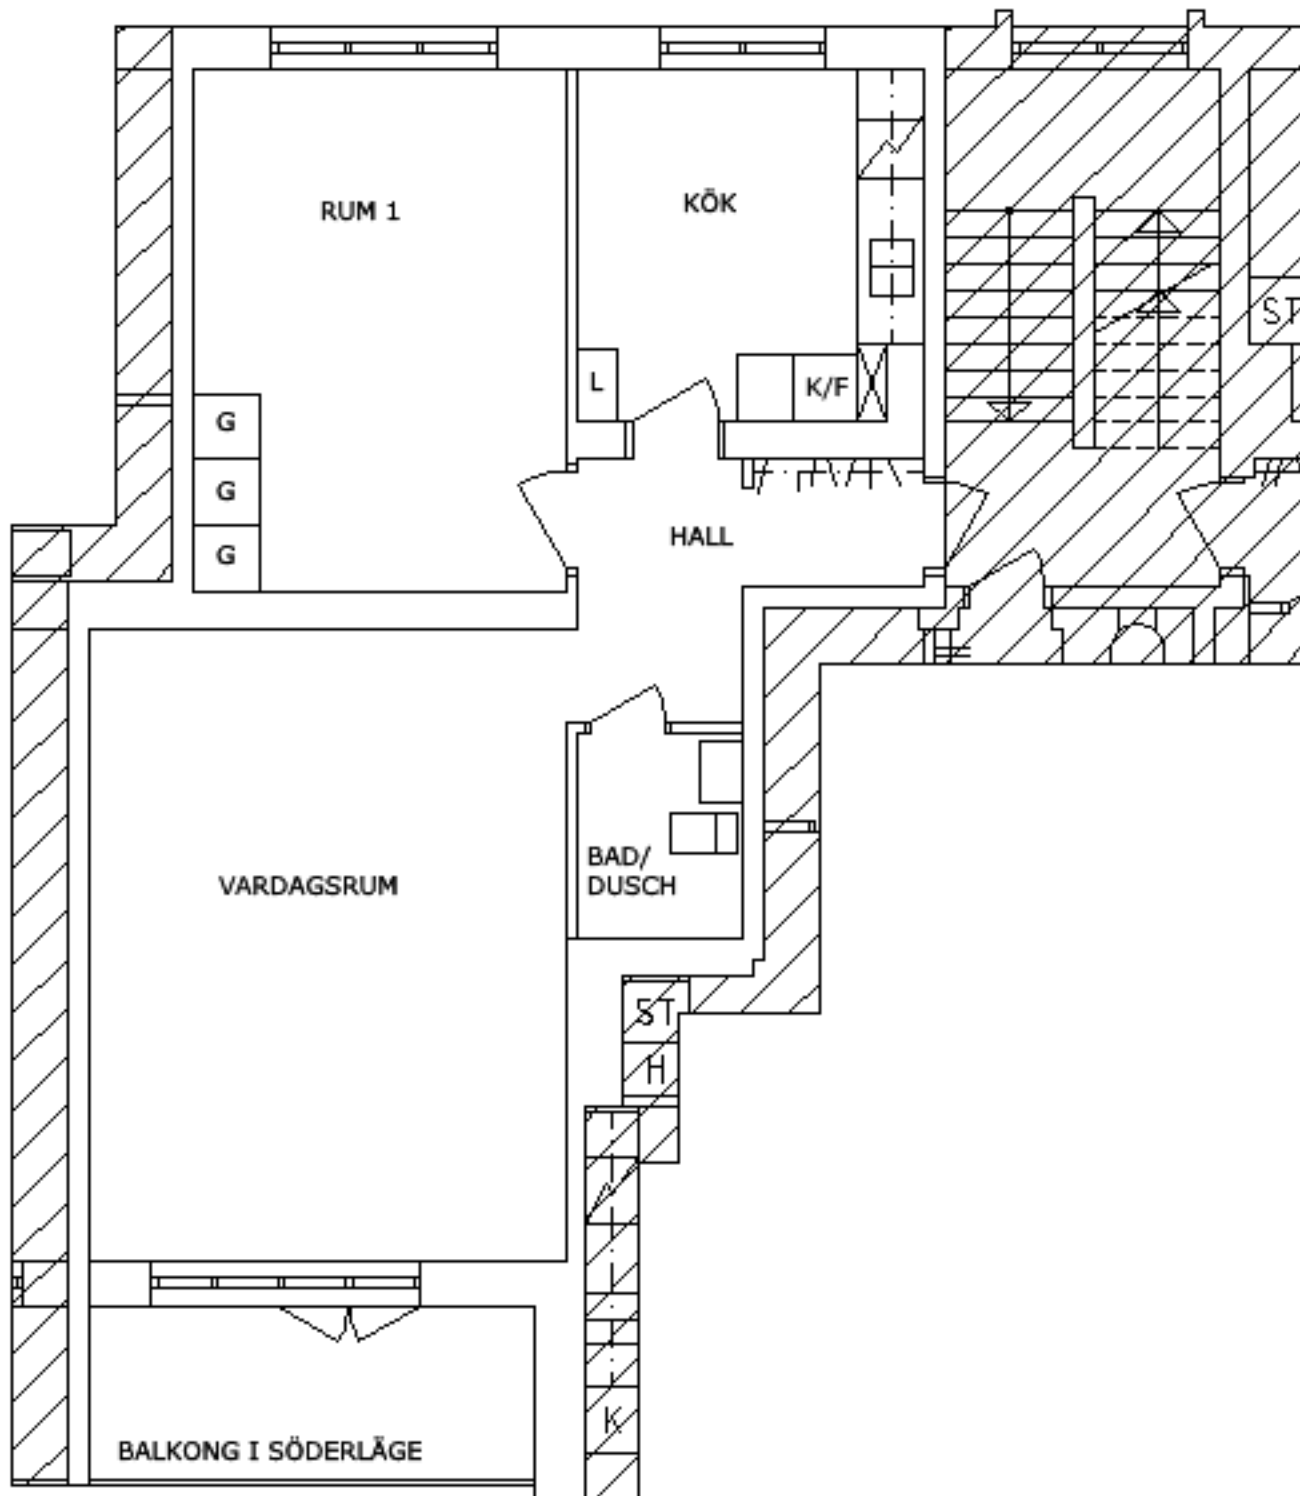 RUM 1
KÖK
ST
L
K/F
G
G
G
HALL
BAD/
DUSCH
VARDAGSRUM
ST
H
K
BALKONG I SÖDERLÄGE